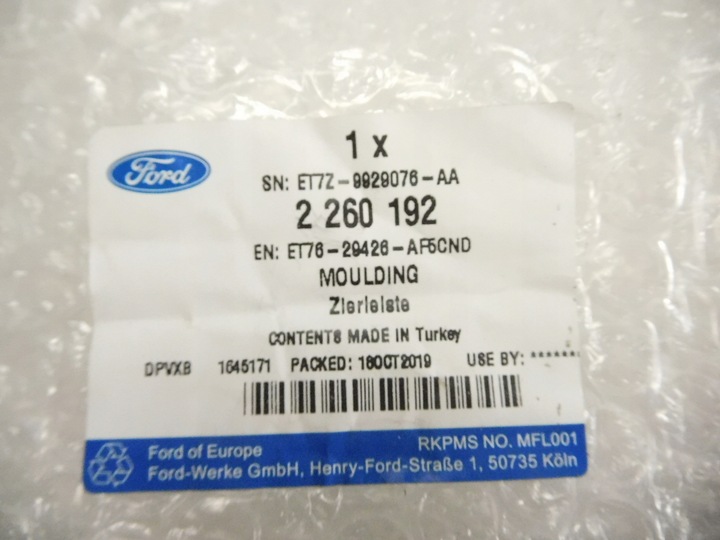 Ford
1 x
SN: ET7Z-9929076-AA
2 260 192
EN: ET76-29426-AF5CND
MOULDING
Zierleiste
CONTENTS MADE IN Turkey
DPVXB 1645171 PACKED: 18OCT2019 USE BY: ******
Ford of Europe RKPMS NO. MFL001
Ford-Werke GmbH, Henry-Ford-Straße 1, 50735 Köln